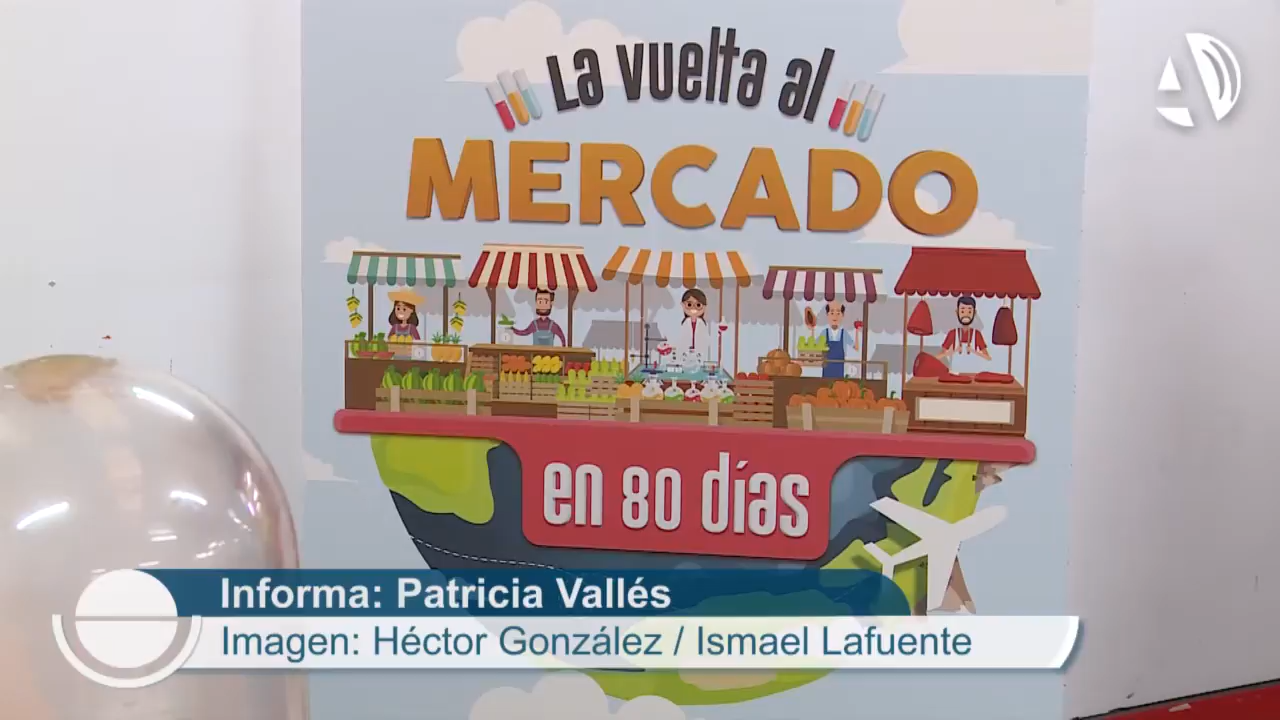 La vuelta al
MERCADO
en 80 días
Informa: Patricia Vallés
Imagen: Héctor González / Ismael Lafuente